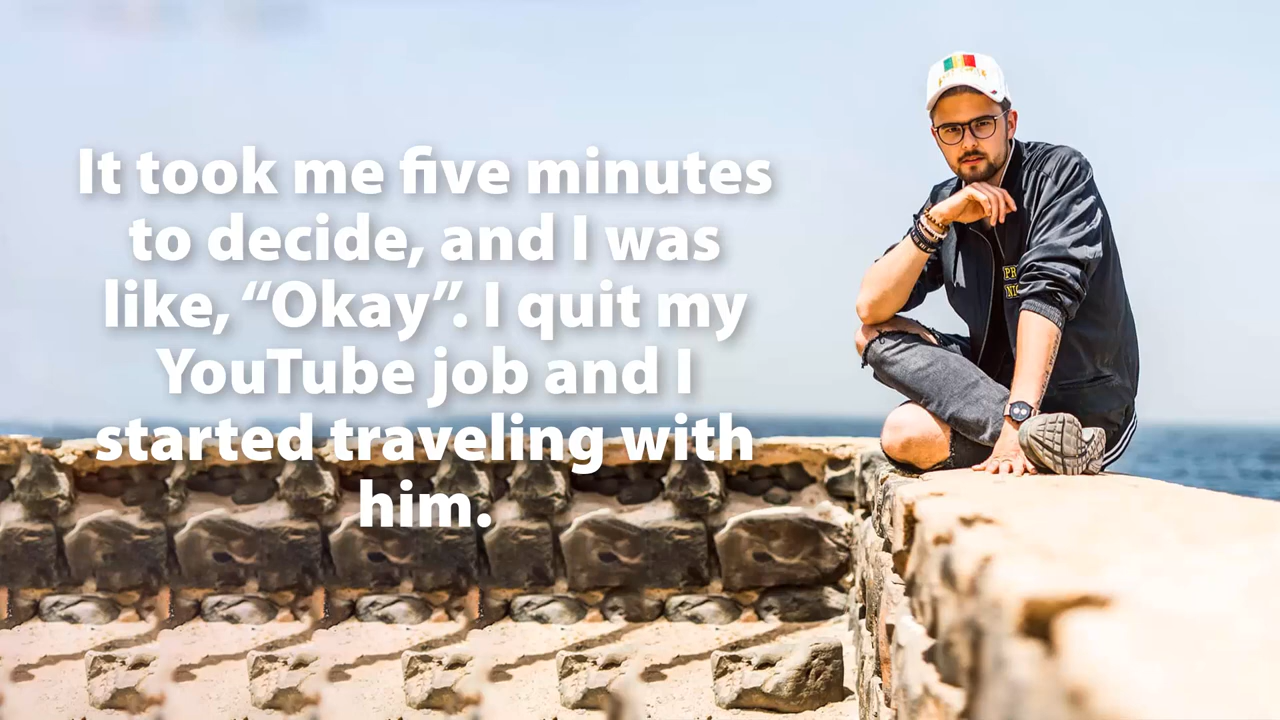 It took me five minutes
to decide, and I was
like, “Okay”. I quit my
YouTube job and I
started traveling with
him.